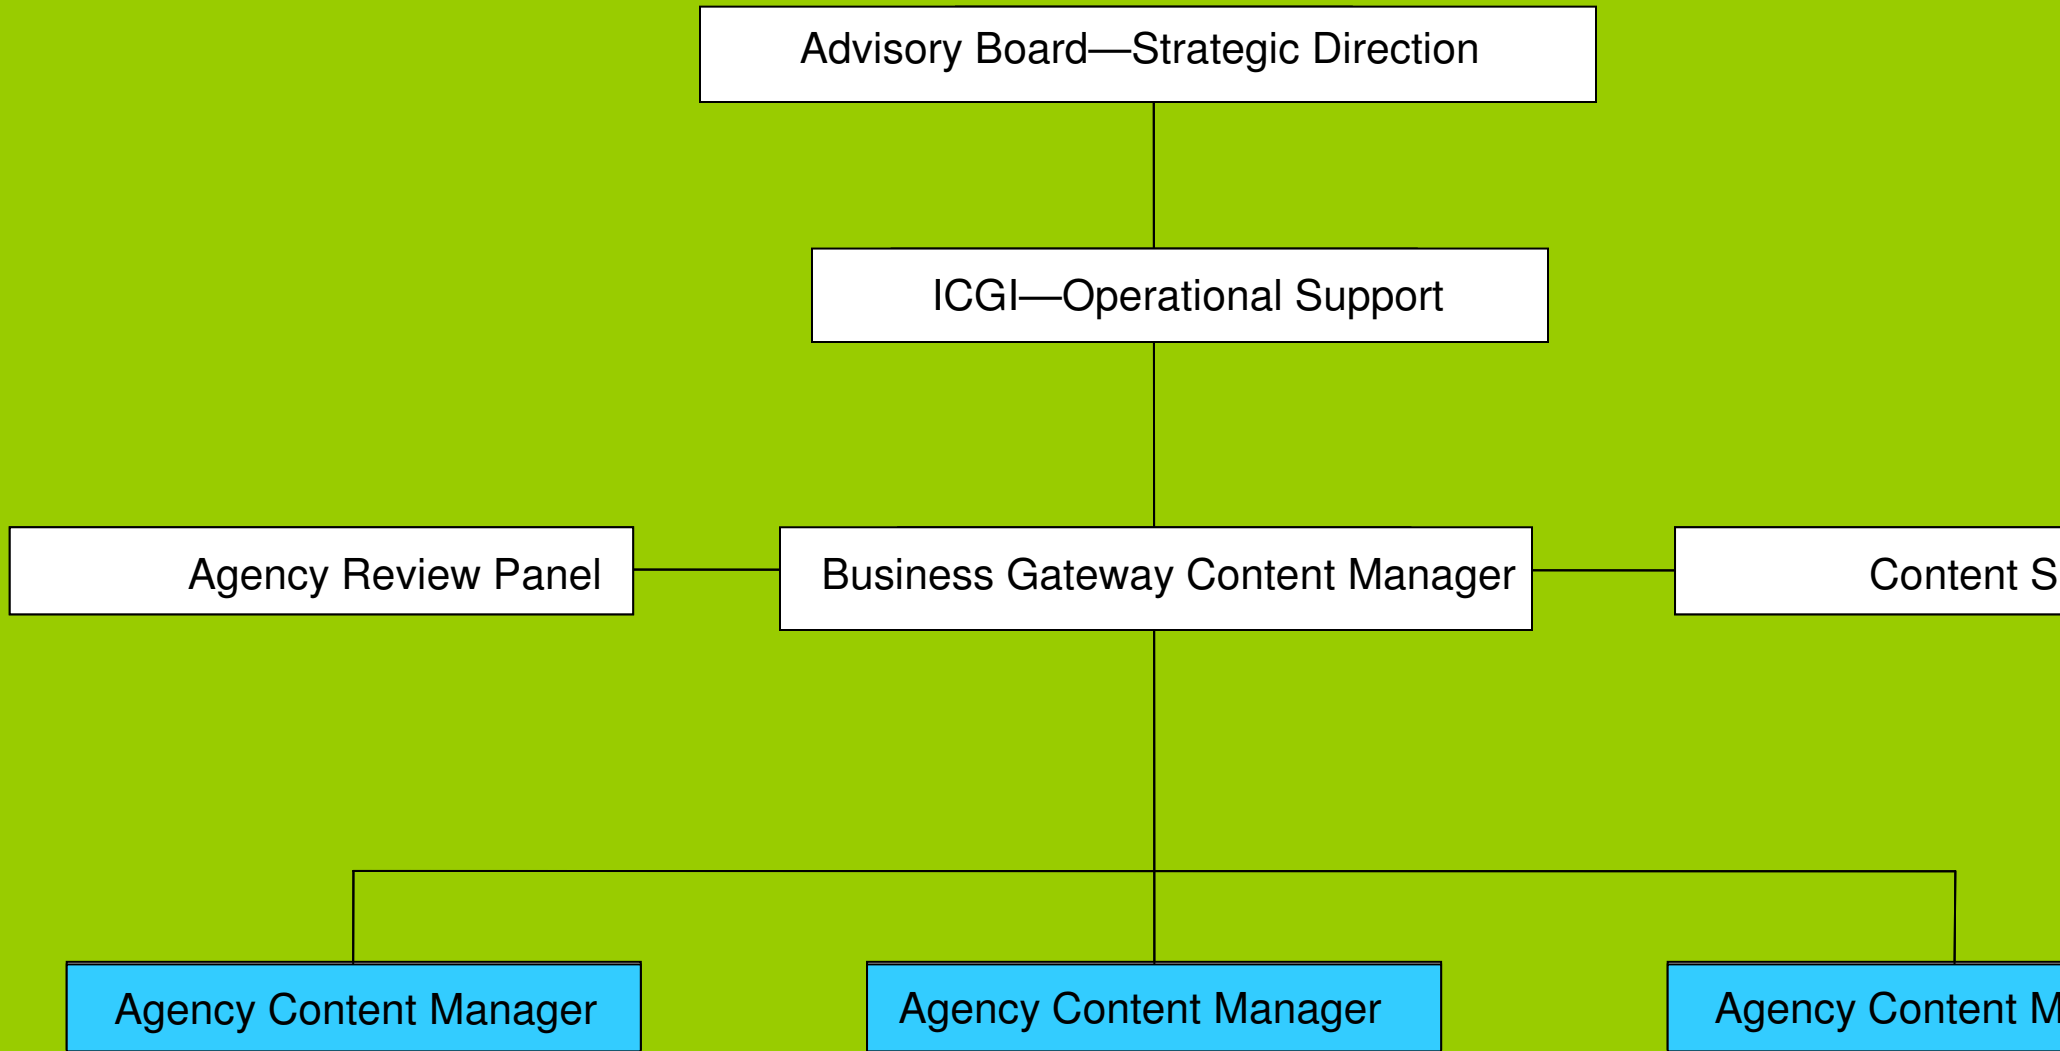 Advisory Board—Strategic Direction
ICGI—Operational Support
Agency Review Panel
Business Gateway Content Manager
Content
Agency Content Manager
Agency Content Manager
Agency Content